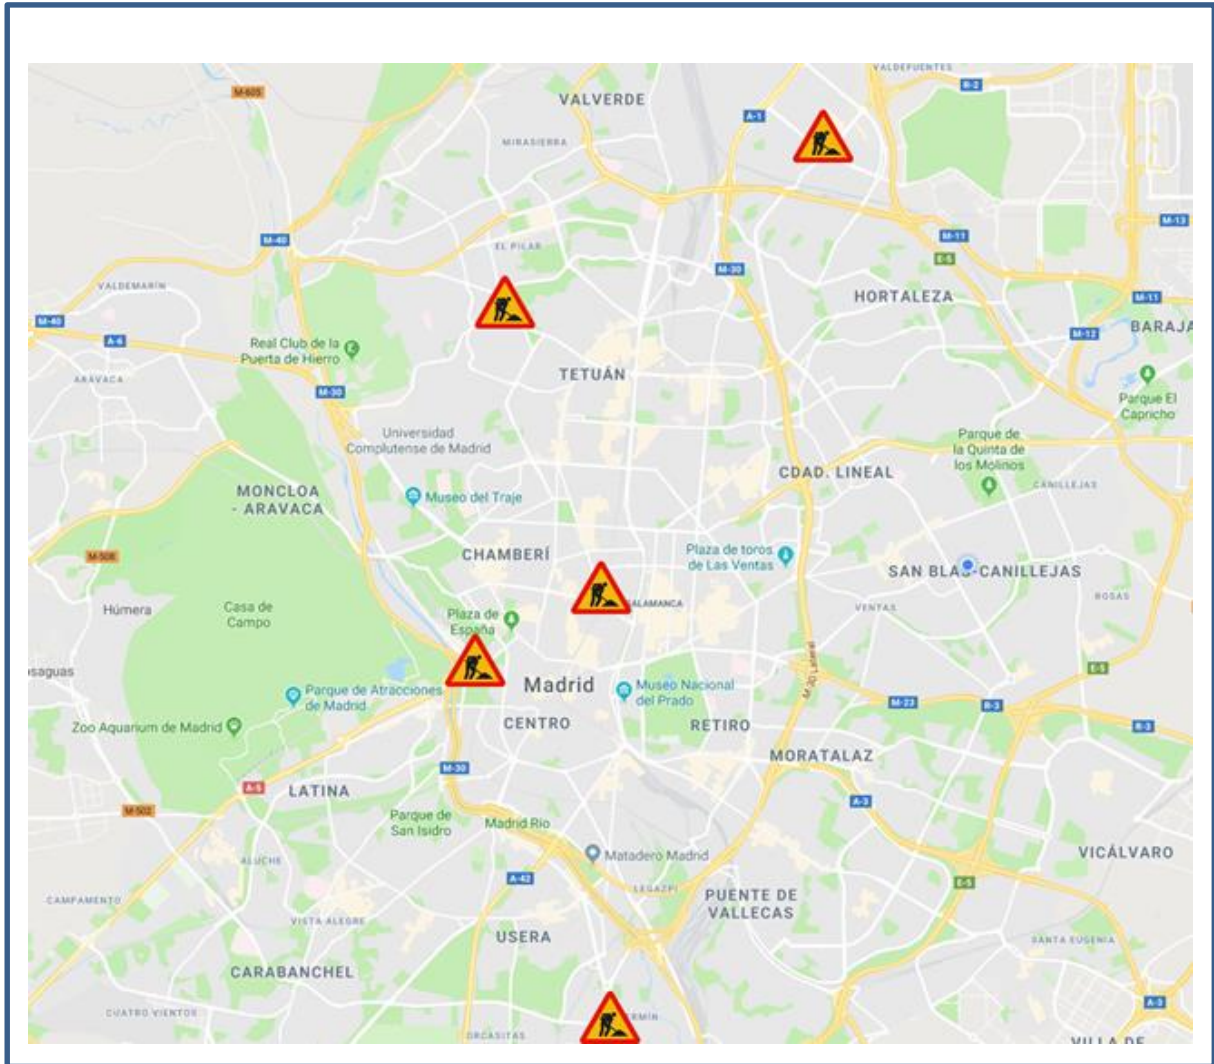 VALDEFUENTES
M-605
R-2
VALVERDE
A-1
MIRASIERRA
M-13
M-40
M-11
EL PILAR
E-5
M-30
VALDEMARÍN
HORTALEZA
M-11
M-40
BARAJA
M-12
A-6
Real Club de la
Puerta de Hierro
TETUÁN
ARAVACA
M-30
Parque El
Capricho
Universidad
Complutense de Madrid
Parque de
la Quinta de
los Molinos
CDAD. LINEAL
CANILLEJAS
MONCLOA
- ARAVACA
Museo del Traje
CHAMBERÍ
Plaza de toros
de Las Ventas
M-508
SAN BLAS-CANILLEJAS
ROSAS
Húmera
Casa de
Campo
SALAMANCA
VENTAS
Plaza de
España
M-30 Lateral
E-5
osaguas
Madrid
Parque de Atracciones
de Madrid
Museo Nacional
del Prado
M-23
R-3
Zoo Aquarium de Madrid
CENTRO
RETIRO
R-3
MORATALAZ
M-30
A-5
LATINA
A-3
M-502
Parque de
San Isidro
Madrid Río
ALUCHE
Matadero Madrid
VICÁLVARO
A-42
LEGAZPI
E-5
CAMPAMENTO
PUENTE DE
VALLECAS
VISTA ALEGRE
USERA
SANTA EUGENIA
CARABANCHEL
A-3
CUATRO VIENTOS
ERMÍN
ORCASITAS
VILLA DE